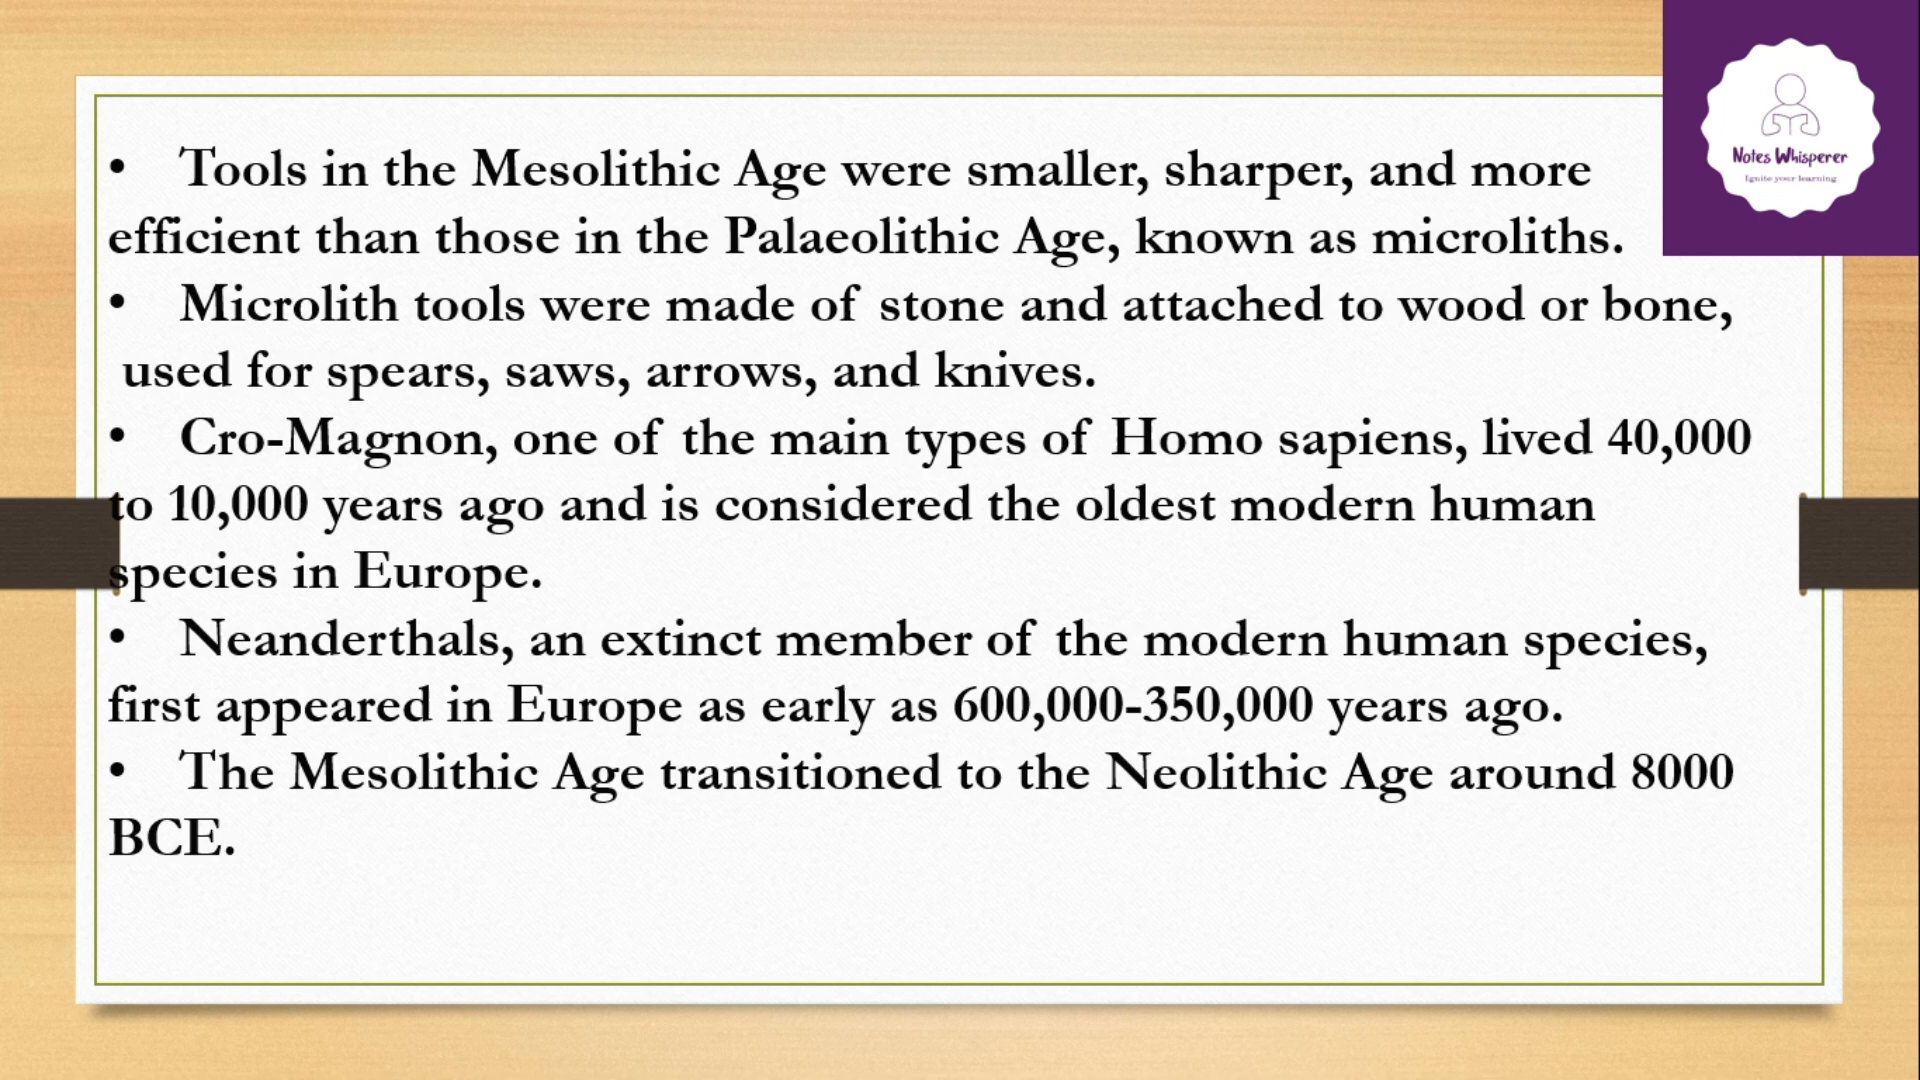 • Tools in the Mesolithic Age were smaller, sharper, and more
efficient than those in the Palaeolithic Age, known as microliths.
• Microlith tools were made of stone and attached to wood or bone,
used for spears, saws, arrows, and knives.
• Cro-Magnon, one of the main types of Homo sapiens, lived 40,000
to 10,000 years ago and is considered the oldest modern human
species in Europe.
• Neanderthals, an extinct member of the modern human species,
first appeared in Europe as early as 600,000-350,000 years ago.
• The Mesolithic Age transitioned to the Neolithic Age around 8000
BCE.
Notes Whisperer
Ignite your learning